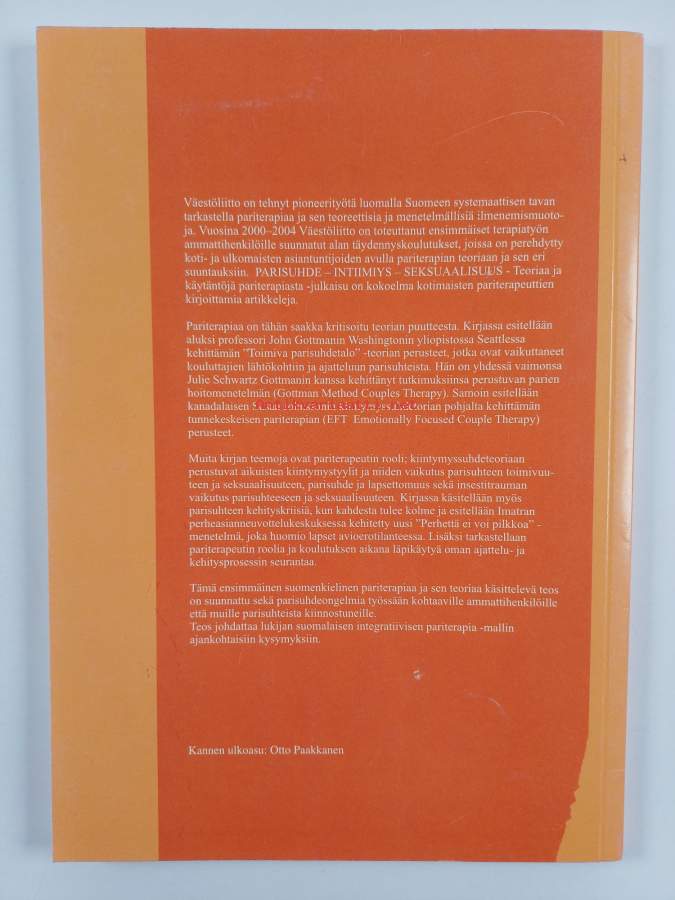 Väestöliitto on tehnyt pioneerityötä luomalla Suomeen systemaattisen tavan
tarkastella pariterapiaa ja sen teoreettisia ja menetelmällisiä ilmenemismuoto-
ja. Vuosina 2000–2004 Väestöliitto on toteuttanut ensimmäiset terapiatyön
ammattihenkilöille suunnatut alan täydennyskoulutukset, joissa on perehdytty
koti- ja ulkomaisten asiantuntijoiden avulla pariterapian teoriaan ja sen eri
suuntauksiin. PARISUHDE – INTIIMIYS – SEKSUAALISUUS - Teoriaa ja
käytäntöjä pariterapiasta -julkaisu on kokoelma kotimaisten pariterapeuttien
kirjoittamia artikkeleja.
Pariterapiaa on tähän saakka kritisoitu teorian puutteesta. Kirjassa esitellään
aluksi professori John Gottmanin Washingtonin yliopistossa Seattlessa
kehittämän "Toimiva parisuhdetalo" -teorian perusteet, jotka ovat vaikuttaneet
kouluttajien lähtökohtiin ja ajatteluun parisuhteista. Hän on yhdessä vaimonsa
Julie Schwartz Gottmanin kanssa kehittänyt tutkimuksiinsa perustuvan parien
hoitomenetelmän (Gottman Method Couples Therapy). Samoin esitellään
kanadalaisen teorian pohjalta kehittämän
tunnekeskeisen pariterapian (EFT Emotionally Focused Couple Therapy)
perusteet.
Muita kirjan teemoja ovat pariterapeutin rooli; kiintymyssuhdeteoriaan
perustuvat aikuisten kiintymystyylit ja niiden vaikutus parisuhteen toimivuu-
teen ja seksuaalisuuteen, parisuhde ja lapsettomuus sekä insestitrauman
vaikutus parisuhteeseen ja seksuaalisuuteen. Kirjassa käsitellään myös
parisuhteen kehityskriisiä, kun kahdesta tulee kolme ja esitellään Imatran
perheasianneuvottelukeskuksessa kehitetty uusi "Perhettä ei voi pilkkoa" -
menetelmä, joka huomio lapset avioerotilanteessa. Lisäksi tarkastellaan
pariterapeutin roolia ja koulutuksen aikana läpikäytyä oman ajattelu- ja
kehitysprosessin seurantaa.
Tämä ensimmäinen suomenkielinen pariterapiaa ja sen teoriaa käsittelevä teos
on suunnattu sekä parisuhdeongelmia työssään kohtaaville ammattihenkilöille
että muille parisuhteista kiinnostuneille.
Teos johdattaa lukijan suomalaisen integratiivisen pariterapia -mallin
ajankohtaisiin kysymyksiin.
Kannen ulkoasu: Otto Paakkanen